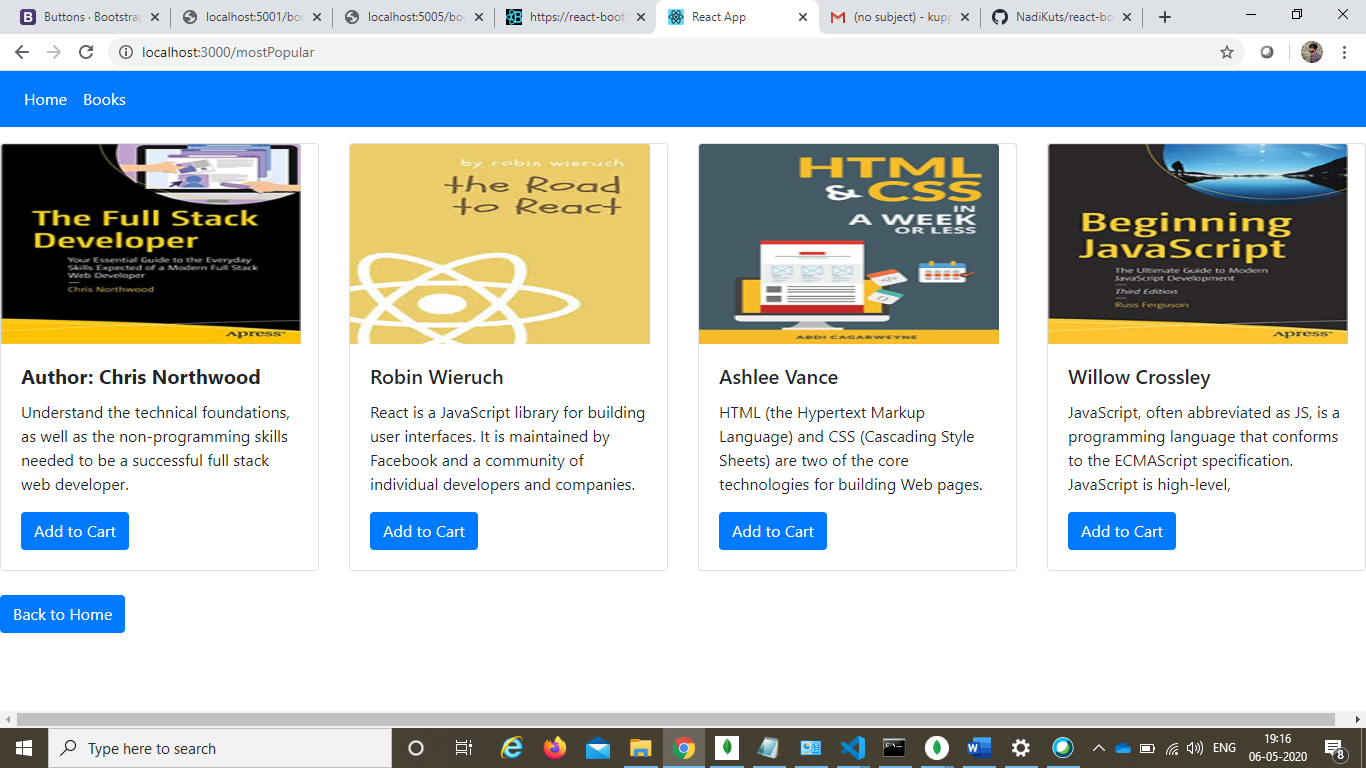 Buttons · Bootstrap
localhost:5001/boo
localhost:5005/boo
https://react-boots
React App
(no subject) - kupp
NadiKuts/react-bo
localhost:3000/mostPopular
Home Books
The Full Stack
Developer
Your Essential Guide to the Everyday
Skills Expected of a Modern Full Stack
Web Developer
Chris Northwood
Apress™
by robin wieruch
the Road
to React
HTML
& CSS
IN
A WEEK
OR LESS
ABDI CAGARWEYNE
Beginning
JavaScript
The Ultimate Guide to Modern
JavaScript Development
Third Edition
Russ Ferguson
Apress™
Author: Chris Northwood
Understand the technical foundations,
as well as the non-programming skills
needed to be a successful full stack
web developer.
Add to Cart
Robin Wieruch
React is a JavaScript library for building
user interfaces. It is maintained by
Facebook and a community of
individual developers and companies.
Add to Cart
Ashlee Vance
HTML (the Hypertext Markup
Language) and CSS (Cascading Style
Sheets) are two of the core
technologies for building Web pages.
Add to Cart
Willow Crossley
JavaScript, often abbreviated as JS, is a
programming language that conforms
to the ECMAScript specification.
JavaScript is high-level,
Add to Cart
Back to Home
Type here to search
ENG
19:16
06-05-2020
8